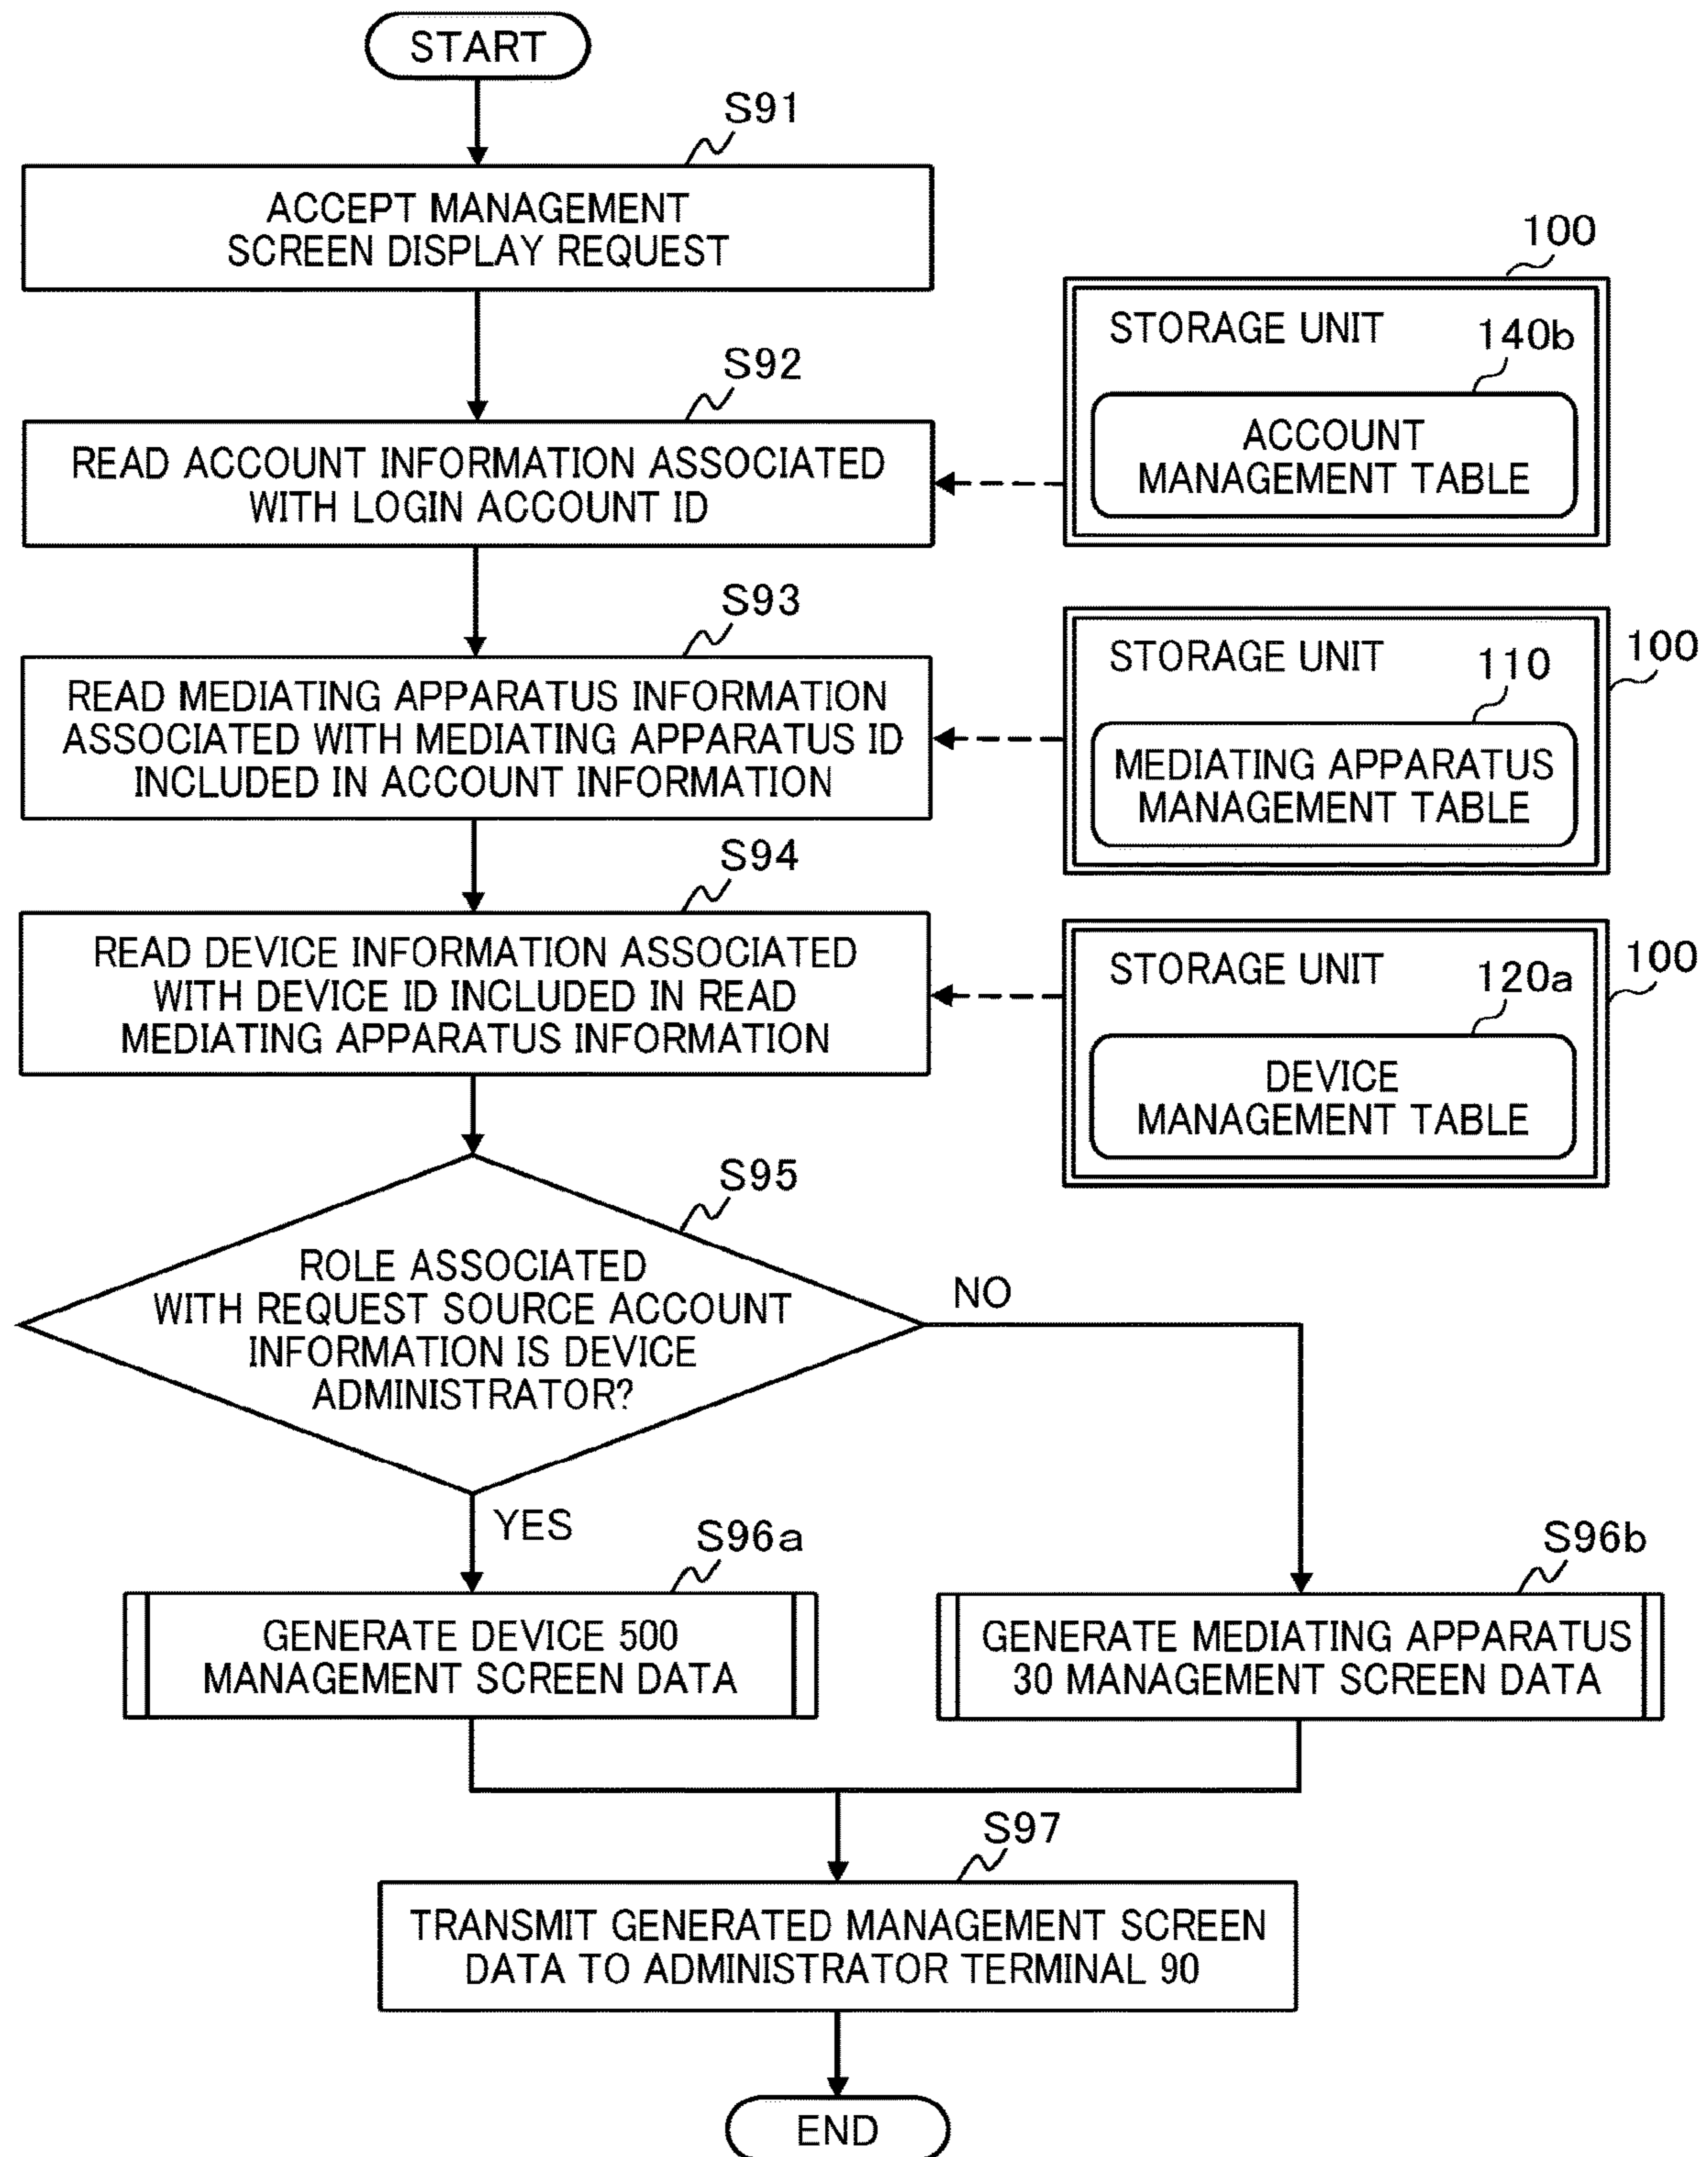 START
S91
ACCEPT MANAGEMENT
SCREEN DISPLAY REQUEST
100
STORAGE UNIT
140b
ACCOUNT
MANAGEMENT TABLE
S92
READ ACCOUNT INFORMATION ASSOCIATED
WITH LOGIN ACCOUNT ID
S93
READ MEDIATING APPARATUS INFORMATION
ASSOCIATED WITH MEDIATING APPARATUS ID
INCLUDED IN ACCOUNT INFORMATION
100
STORAGE UNIT
110
MEDIATING APPARATUS
MANAGEMENT TABLE
S94
READ DEVICE INFORMATION ASSOCIATED
WITH DEVICE ID INCLUDED IN READ
MEDIATING APPARATUS INFORMATION
100
STORAGE UNIT
120a
DEVICE
MANAGEMENT TABLE
S95
ROLE ASSOCIATED
WITH REQUEST SOURCE ACCOUNT
INFORMATION IS DEVICE
ADMINISTRATOR?
NO
YES
S96a
GENERATE DEVICE 500
MANAGEMENT SCREEN DATA
S96b
GENERATE MEDIATING APPARATUS
30 MANAGEMENT SCREEN DATA
S97
TRANSMIT GENERATED MANAGEMENT SCREEN
DATA TO ADMINISTRATOR TERMINAL 90
END